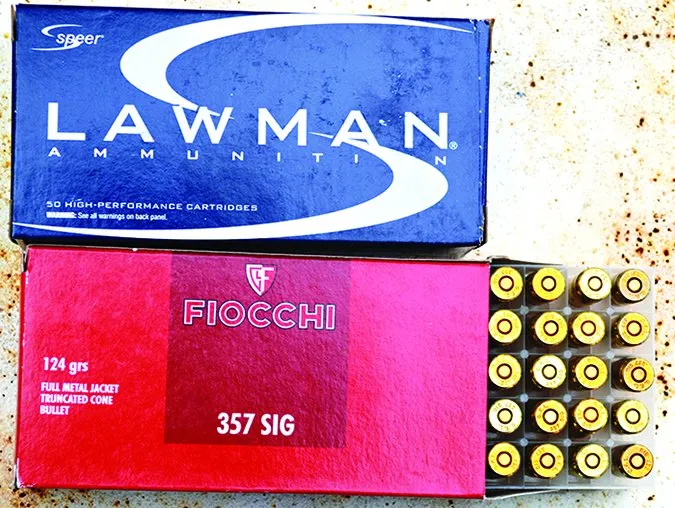 speer®
LAWMAN®
AMMUNITION
50 HIGH-PERFORMANCE CARTRIDGES
WARNING: See all warnings on back panel.
FIOCCHI
124 grs
FULL METAL JACKET
TRUNCATED CONE
BULLET
357 SIG